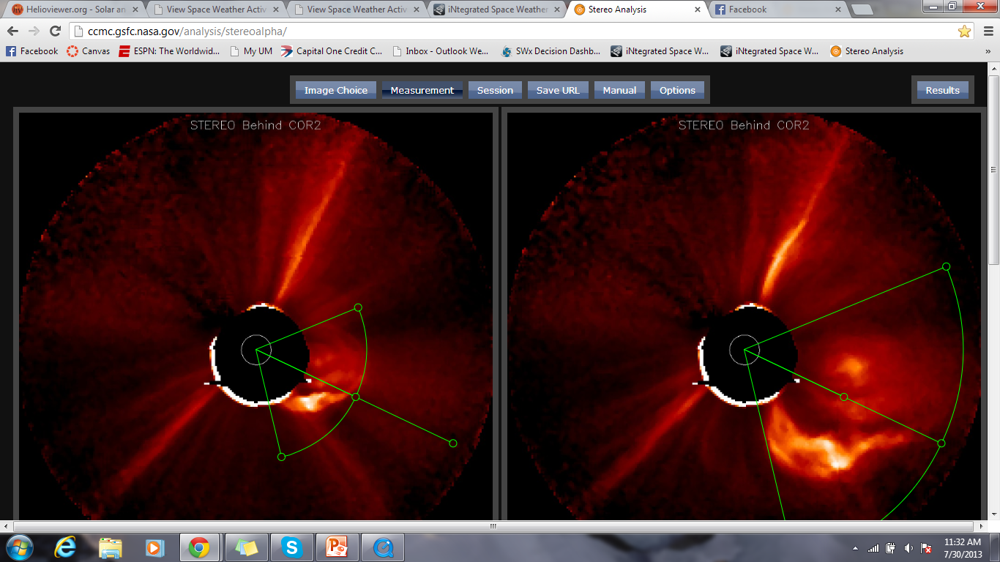 Helioviewer.org - Solar an
View Space Weather Activ
View Space Weather Activ
iNtegrated Space Weather
Stereo Analysis
Facebook
ccmc.gsfc.nasa.gov/analysis/stereoalpha/
Facebook
Canvas
ESPN: The Worldwid...
My UM
Capital One Credit C...
Inbox - Outlook We...
SWx Decision Dashb...
iNtegrated Space W...
iNtegrated Space W...
Stereo Analysis
»
Image Choice
Measurement
Session
Save URL
Manual
Options
Results
STEREO Behind COR2
STEREO Behind COR2
11:32 AM
7/30/2013